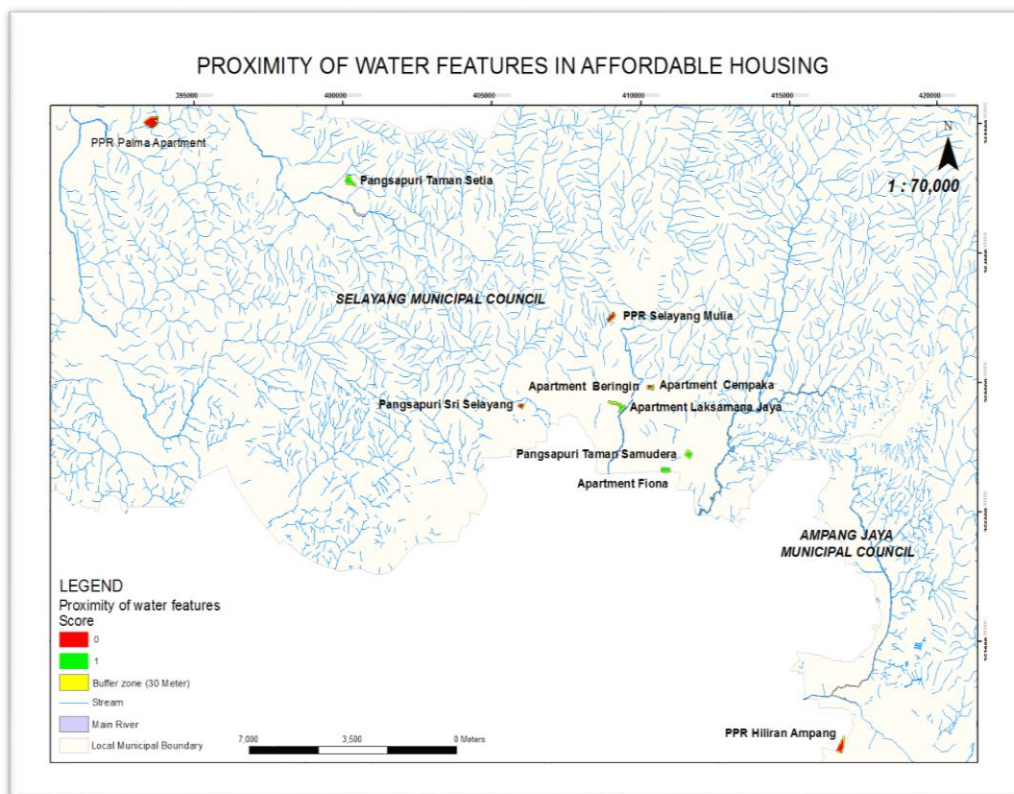 PROXIMITY OF WATER FEATURES IN AFFORDABLE HOUSING
395000 400000 405000 410000 415000 420000
N
1 : 70,000
PPR Palma Apartment
Pangsapuri Taman Setia
SELAYANG MUNICIPAL COUNCIL
PPR Selayang Mulia
Apartment Beringin
Apartment Cempaka
Pangsapuri Sri Selayang
Apartment Laksamana Jaya
Pangsapuri Taman Samudera
Apartment Fiona
AMPANG JAYA
MUNICIPAL COUNCIL
PPR Hiliran Ampang
LEGEND
Proximity of water features
Score
0
1
Buffer zone (30 Meter)
Stream
Main River
Local Municipal Boundary
7,000 3,500 0 Meters